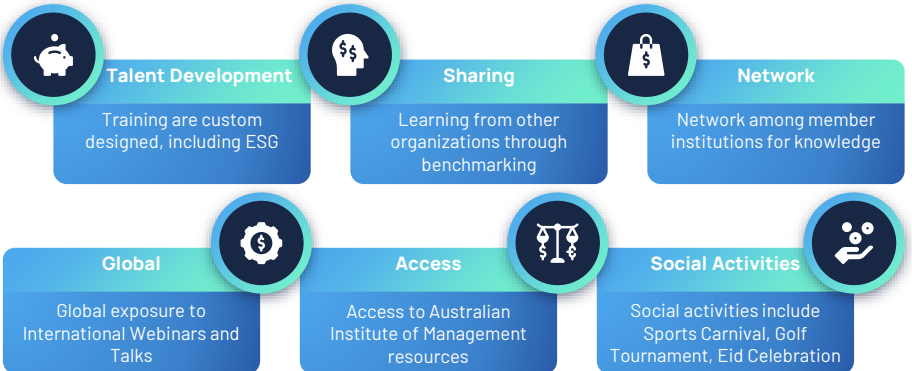 Talent Development
Training are custom
designed, including ESG
Sharing
Learning from other
organizations through
benchmarking
Network
Network among member
institutions for knowledge
Global
Global exposure to
International Webinars and
Talks
Access
Access to Australian
Institute of Management
resources
Social Activities
Social activities include
Sports Carnival, Golf
Tournament, Eid Celebration